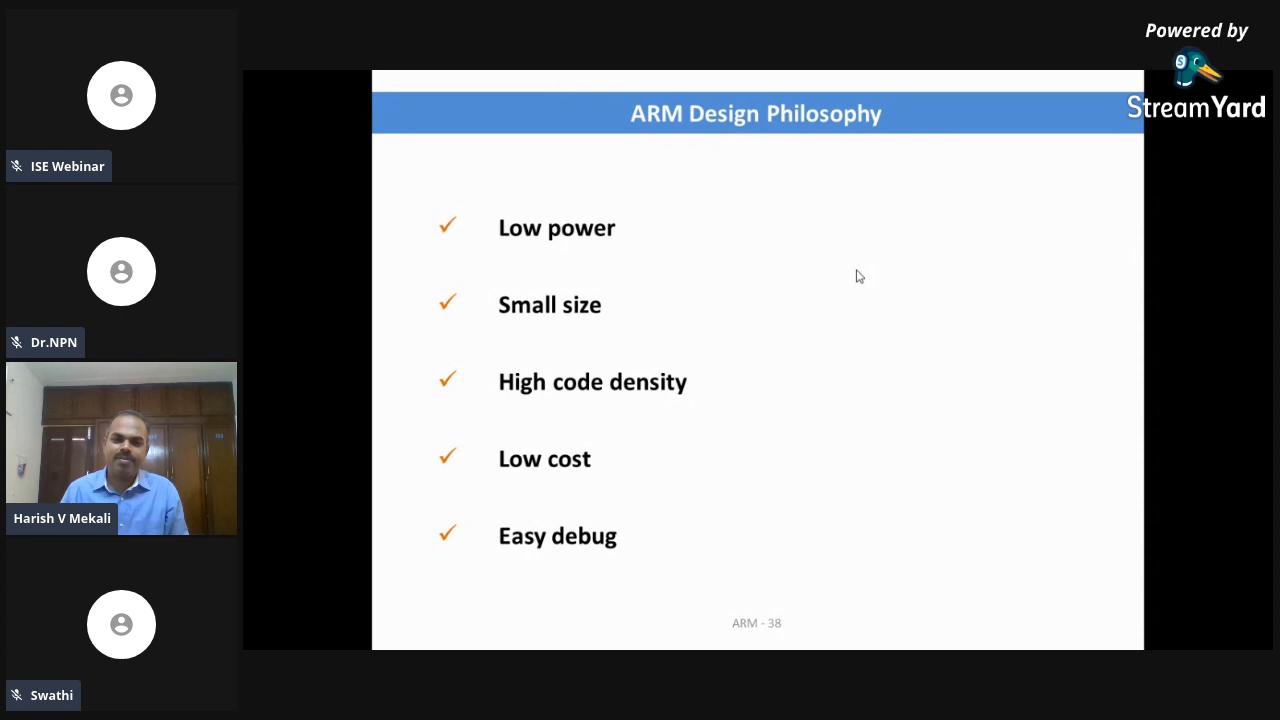 Powered by
StreamYard
ISE Webinar
Dr.NPN
Harish V Mekali
Swathi
ARM Design Philosophy
✓ Low power
✓ Small size
✓ High code density
✓ Low cost
✓ Easy debug
ARM - 38